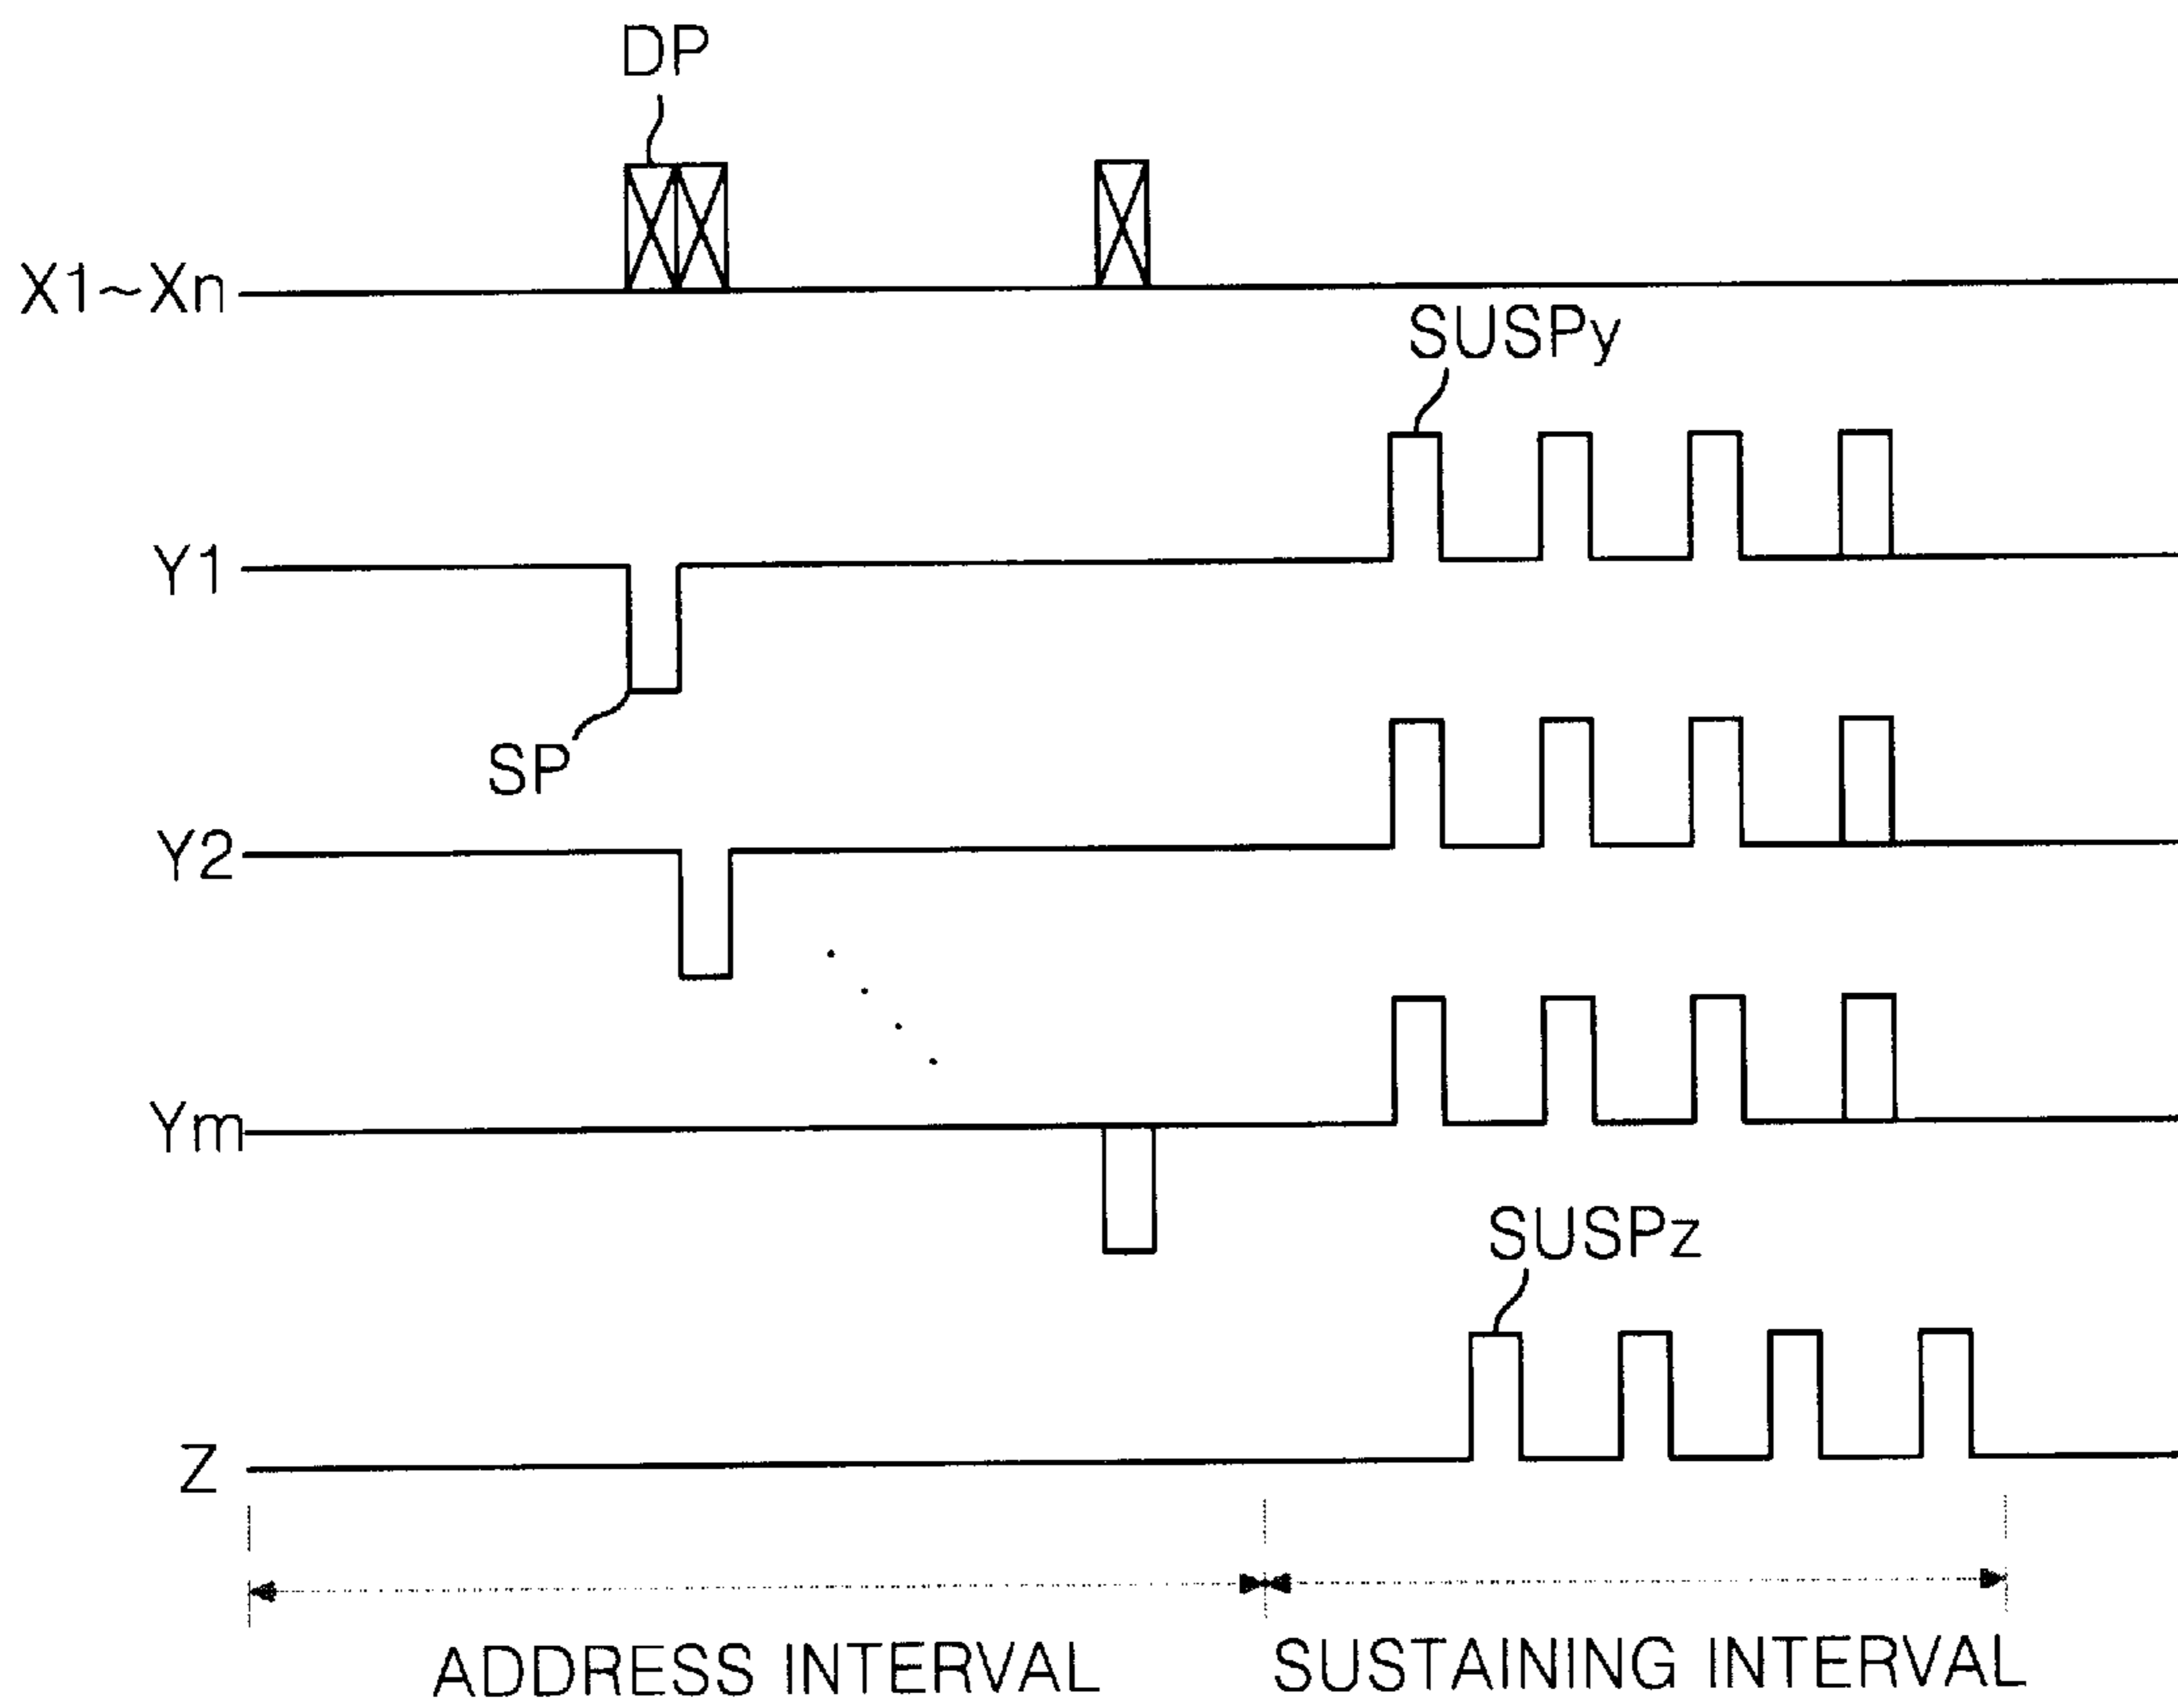 DP
X1~Xn
SUSPy
Y1
SP
Y2
Ym
SUSPz
Z
ADDRESS INTERVAL
SUSTAINING INTERVAL